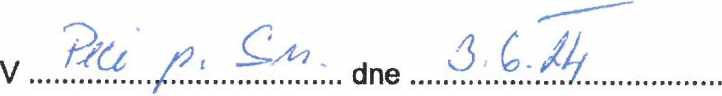 V Peci p. Sn. dne 3.6.24